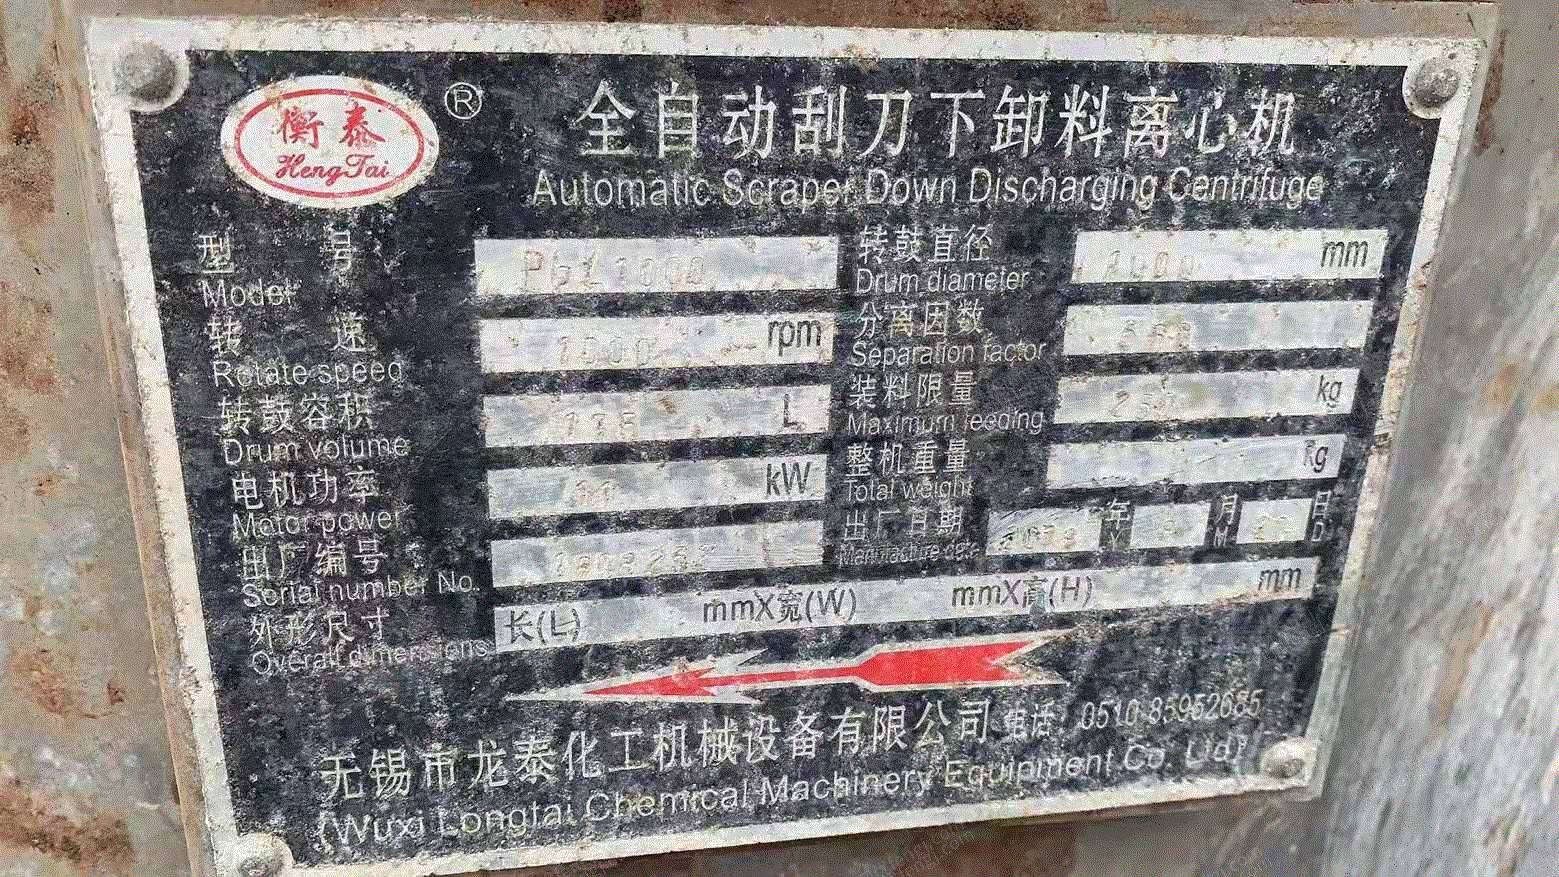 衡泰 ®
HengTai
全自动刮刀下卸料离心机
Automatic Scraper Down Discharging Centrifuge
型号 1000
Model
转速 1000 rpm
Rotate speed
转鼓容积 L
Drum volume
电机功率 11 kW
Motor power
出厂编号
Serial number No.
外形尺寸 长(L) mmX宽(W) mmX高(H) mm
Overall dimensions
转鼓直径 1000 mm
Drum diameter
分离因数
Separation factor
装料限量 kg
Maximum feeding
整机重量 kg
Total weight
出厂日期 年 月 日
Y M D
无锡市龙泰化工机械设备有限公司 电话: 0510-85952685
(Wuxi Longtai Chemical Machinery Equipment Co. Ltd)